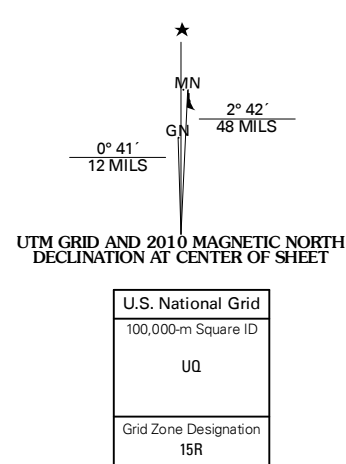 MN
2° 42´
48 MILS
GN
0° 41´
12 MILS
UTM GRID AND 2010 MAGNETIC NORTH
DECLINATION AT CENTER OF SHEET
U.S. National Grid
100,000-m Square ID
UQ
Grid Zone Designation
15R